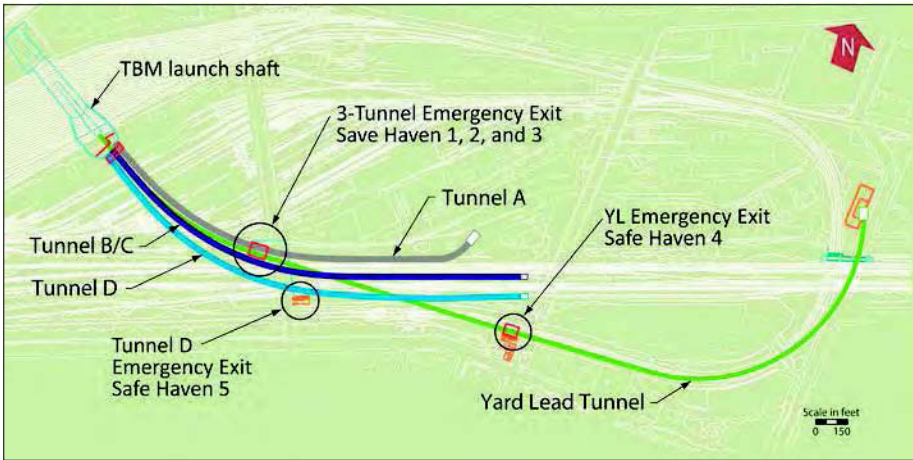 TBM launch shaft
N
3-Tunnel Emergency Exit
Save Haven 1, 2, and 3
Tunnel A
YL Emergency Exit
Safe Haven 4
Tunnel B/C
Tunnel D
Tunnel D
Emergency Exit
Safe Haven 5
Yard Lead Tunnel
Scale in feet
0 150